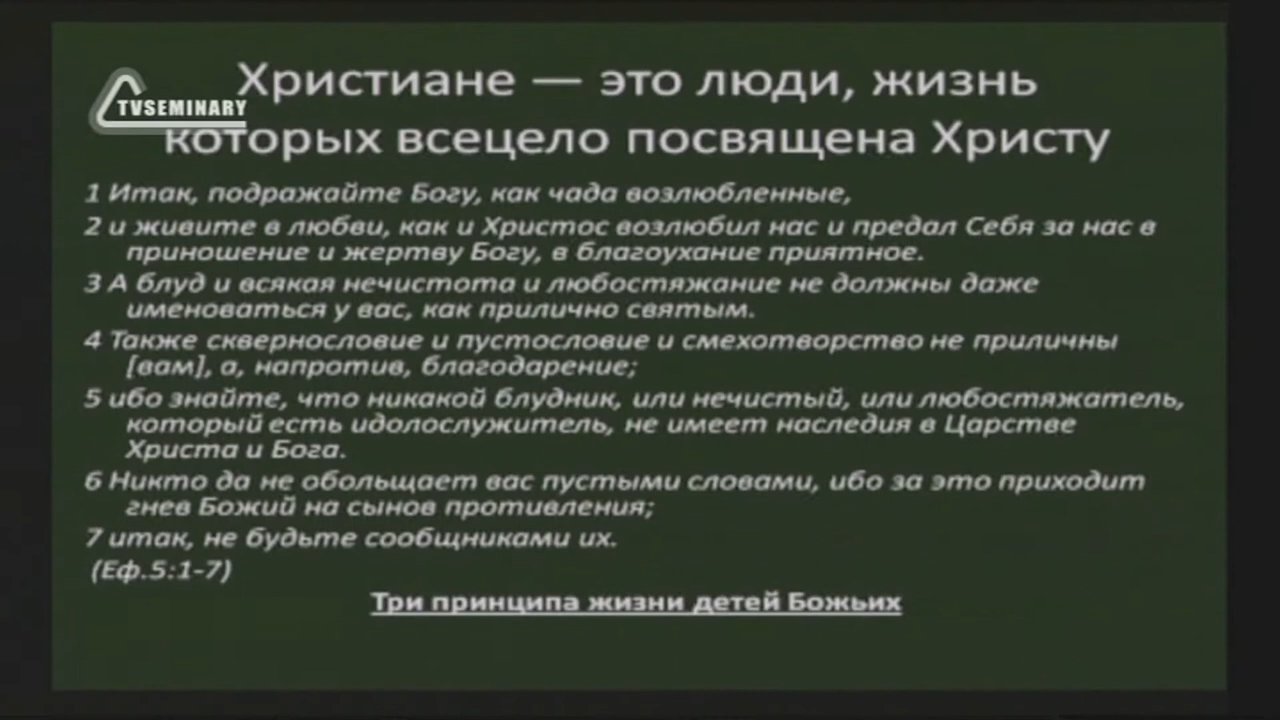 Христиане — это люди, жизнь
TVSEMINARY
которых всецело посвящена Христу
1 Итак, подражайте Богу, как чада возлюбленные,
2 и живите в любви, как и Христос возлюбил нас и предал Себя за нас в
приношение и жертву Богу, в благоухание приятное.
3 А блуд и всякая нечистота и любостяжание не должны даже
именоваться у вас, как прилично святым.
4 Также сквернословие и пустословие и смехотворство не приличны
[вам], а, напротив, благодарение;
5 ибо знайте, что никакой блудник, или нечистый, или любостяжатель,
который есть идолослужитель, не имеет наследия в Царстве
Христа и Бога.
6 Никто да не обольщает вас пустыми словами, ибо за это приходит
гнев Божий на сынов противления;
7 итак, не будьте сообщниками их.
(Еф.5:1-7)
Три принципа жизни детей Божьих